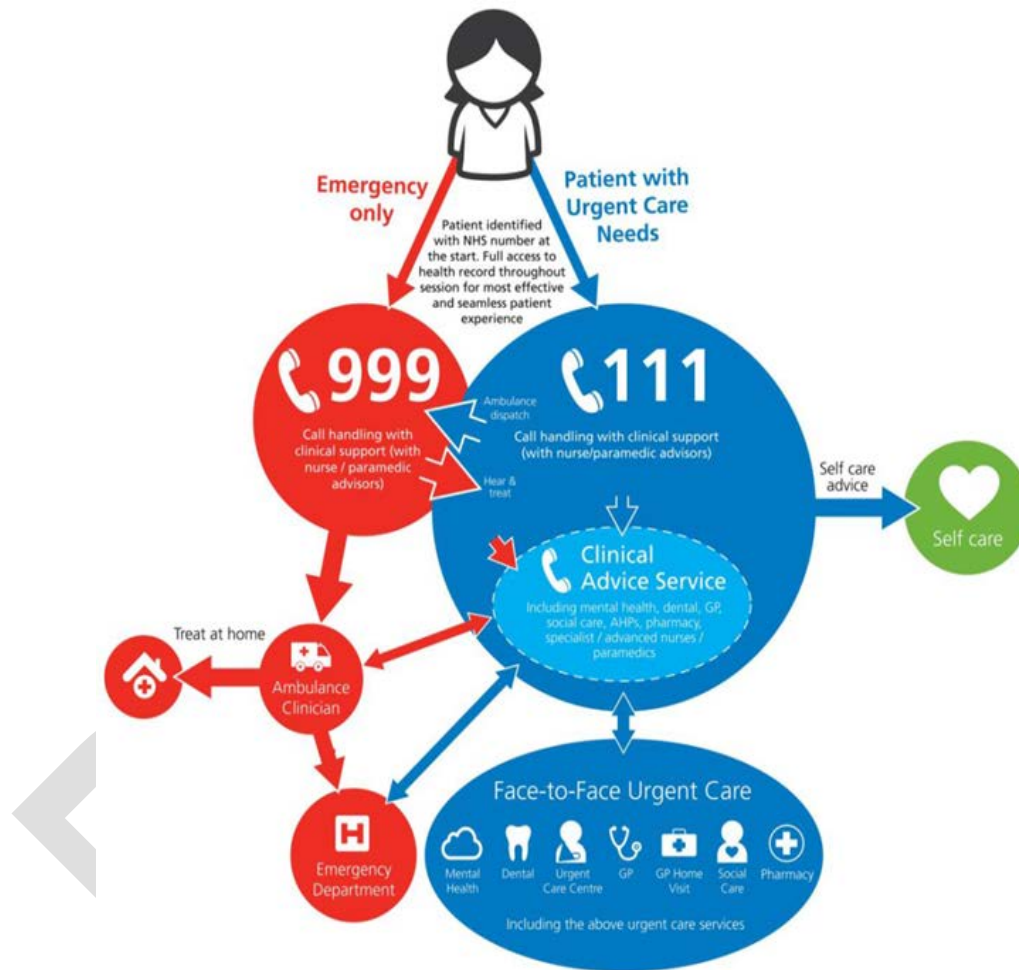 Emergency
only
Patient with
Urgent Care
Needs
Patient identified
with NHS number at
the start. Full access to
health record throughout
session for most effective
and seamless patient
experience
999
Call handling with
clinical support (with
nurse / paramedic
advisors)
111
Call handling with clinical support
(with nurse/paramedic advisors)
Ambulance
dispatch
Hear &
treat
Self care
advice
Self care
Clinical
Advice Service
Including mental health, dental, GP,
social care, AHPs, pharmacy,
specialist / advanced nurses /
paramedics
Treat at home
Ambulance
Clinician
H
Emergency
Department
Face-to-Face Urgent Care
Mental
Health
Dental
Urgent
Care Centre
GP
GP Home
Visit
Social
Care
Pharmacy
Including the above urgent care services